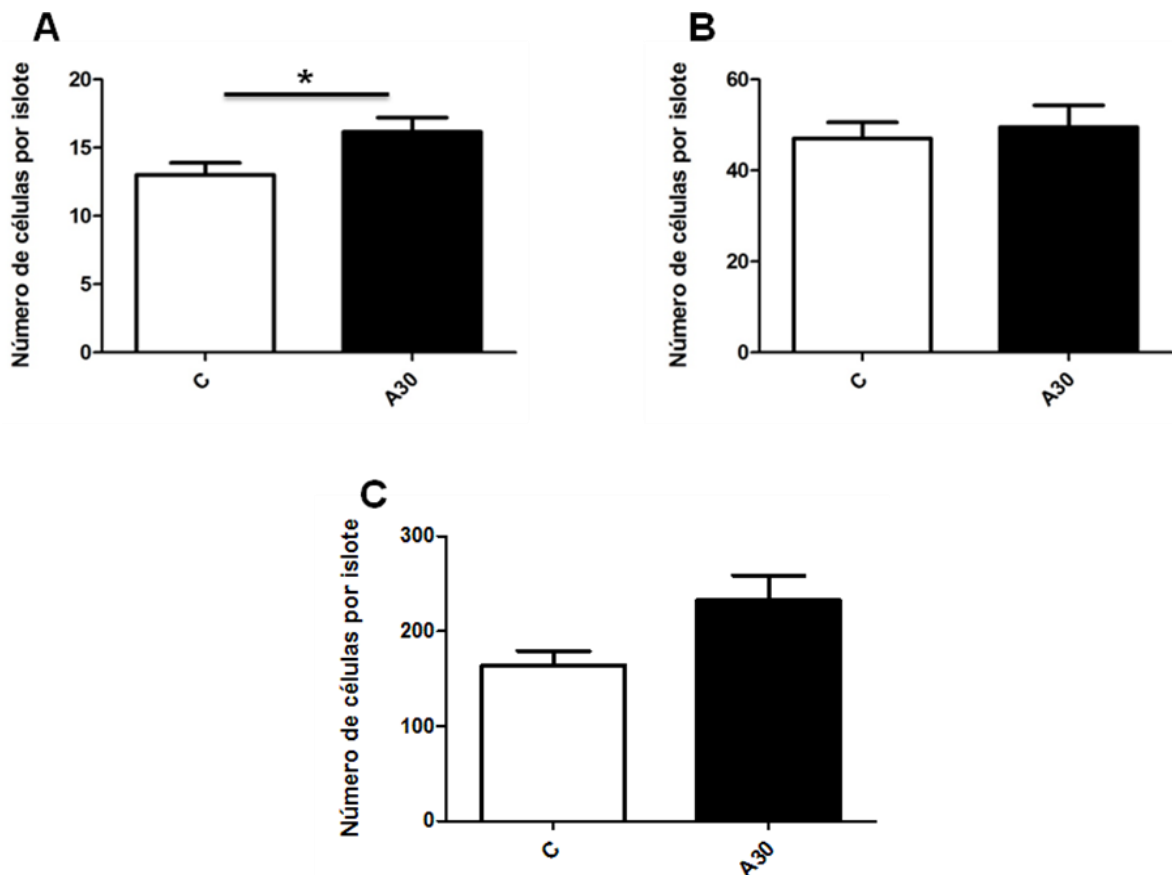 A
Número de células por islote
20
15
10
5
0
*
C
A30
B
Número de células por islote
60
40
20
0
C
A30
C
Número de células por islote
300
200
100
0
C
A30